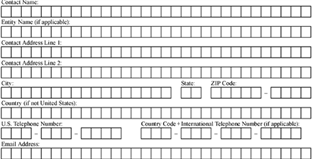 Contact Name:
Entity Name (if applicable):
Contact Address Line 1:
Contact Address Line 2:
City: State: ZIP Code:
Country (if not United States):
U.S. Telephone Number: Country Code + International Telephone Number (if applicable)
Email Address: